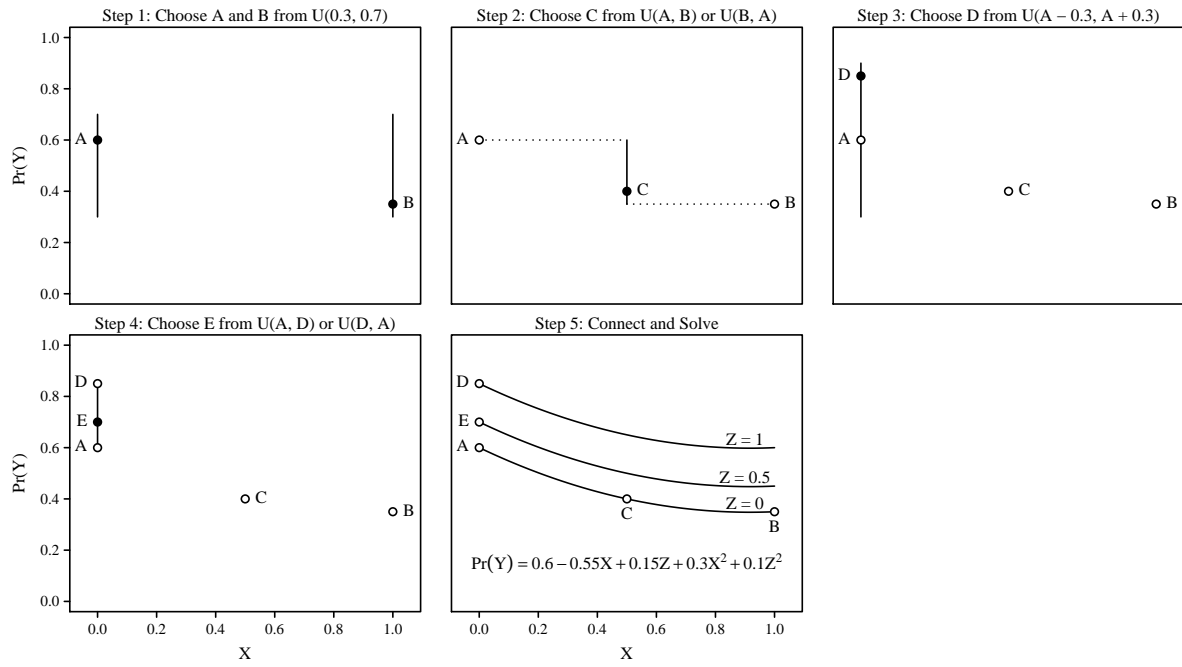 Step 1: Choose A and B from U(0.3, 0.7)
Step 2: Choose C from U(A, B) or U(B, A)
Step 3: Choose D from U(A − 0.3, A + 0.3)
1.0
0.8
0.6
0.4
0.2
0.0
Pr(Y)
A
B
A
C
B
D
A
C
B
Step 4: Choose E from U(A, D) or U(D, A)
Step 5: Connect and Solve
1.0
0.8
0.6
0.4
0.2
0.0
Pr(Y)
D
E
A
C
B
D
E
A
Z = 1
Z = 0.5
Z = 0
C
B
Pr(Y) = 0.6 − 0.55X + 0.15Z + 0.3X² + 0.1Z²
0.0 0.2 0.4 0.6 0.8 1.0
X
0.0 0.2 0.4 0.6 0.8 1.0
X